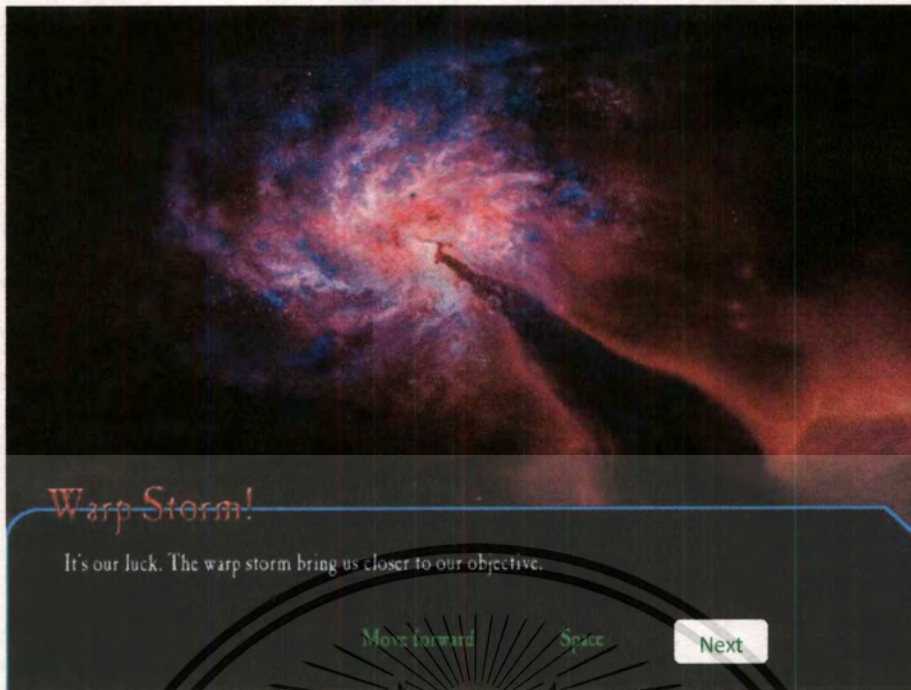 Warp Storm!
It's our luck. The warp storm bring us closer to our objective.
Move forward Space Next